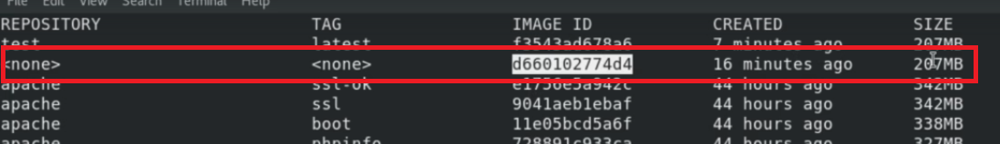 File Edit View Search Terminal Help
REPOSITORY TAG IMAGE ID CREATED SIZE
test latest f3543ad678a6 7 minutes ago 207MB
<none> <none> d660102774d4 16 minutes ago 207MB
apache ssl-ok e1756e5a942c 44 hours ago 342MB
apache ssl 9041aeb1ebaf 44 hours ago 342MB
apache boot 11e05bcd5a6f 44 hours ago 338MB
apache phpinfo 728891c933ca 44 hours ago 327MB